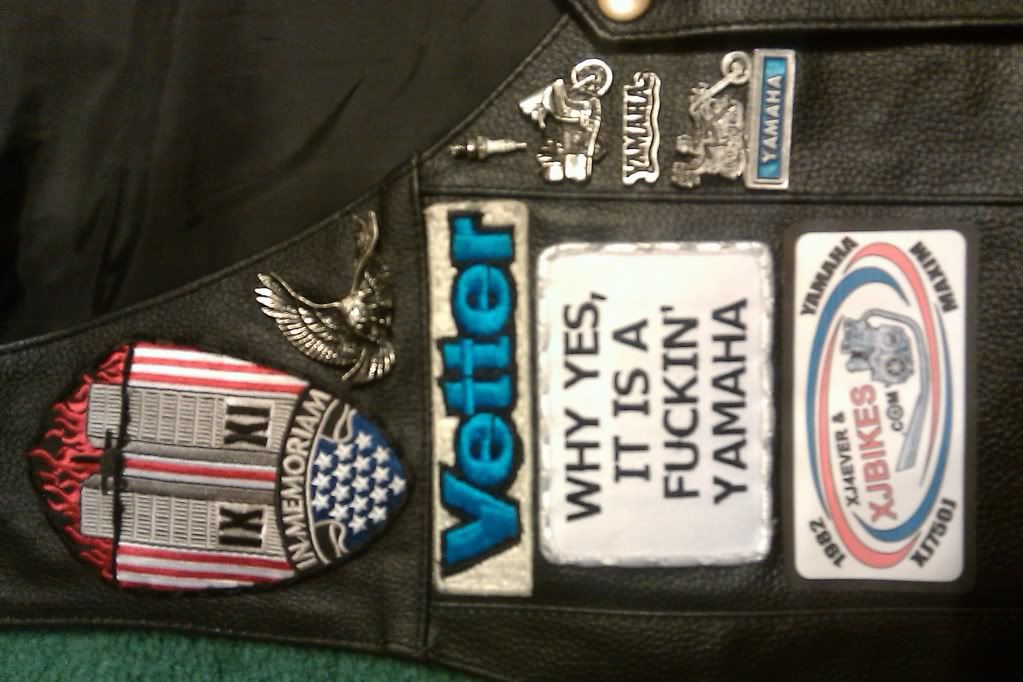 IX XI
IN MEMORIAM
Vetter
YAMAHA
YAMAHA
WHY YES,
IT IS A
FUCKIN'
YAMAHA
YAMAHA
MAXIM
XJ4EVER &
XJBIKES
.COM
1982
XJ750J